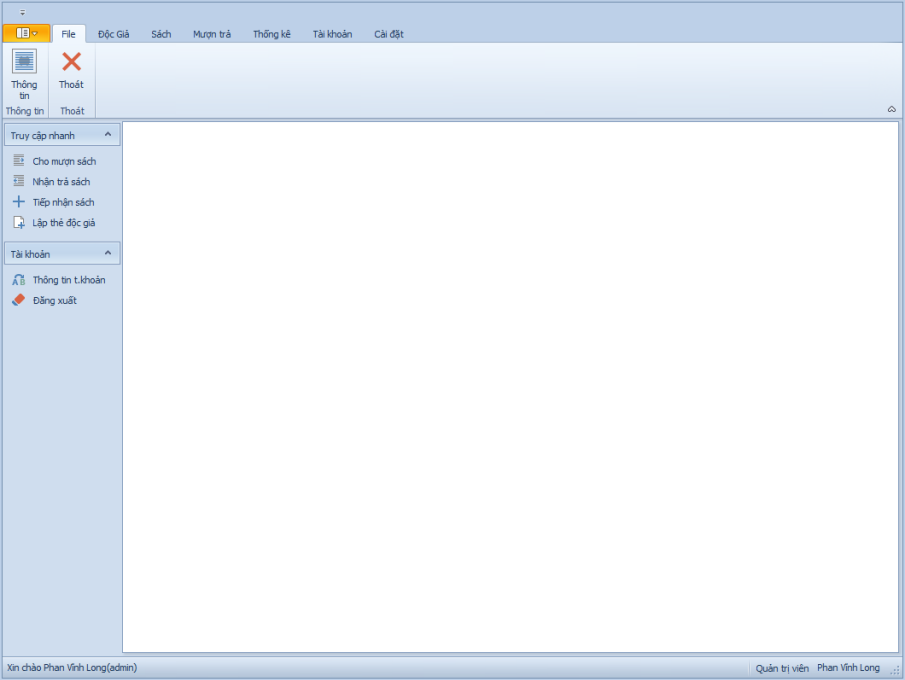 File Độc Giả Sách Mượn trả Thống kê Tài khoản Cài đặt
Thông tin
Thoát
Thông tin Thoát
Truy cập nhanh
Cho mượn sách
Nhận trả sách
Tiếp nhận sách
Lập thẻ độc giả
Tài khoản
Thông tin t.khoản
Đăng xuất
Xin chào Phan Vĩnh Long(admin) Quản trị viên Phan Vĩnh Long